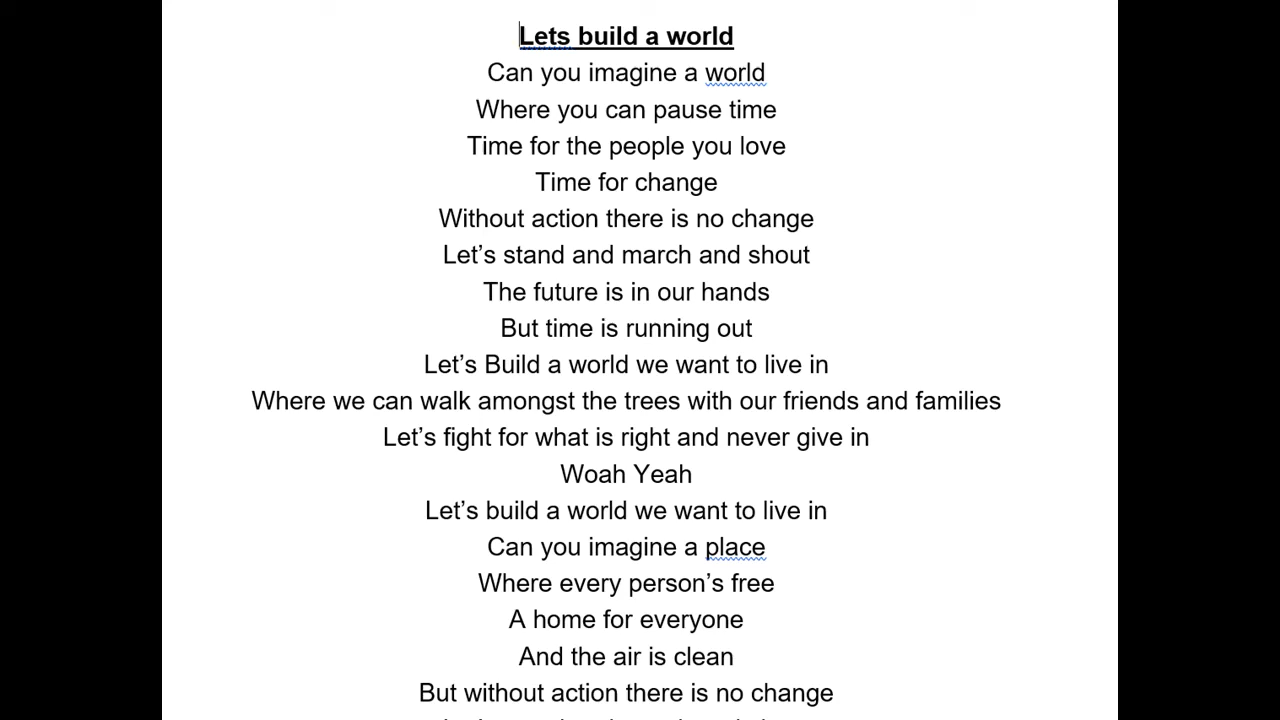 Lets build a world
Can you imagine a world
Where you can pause time
Time for the people you love
Time for change
Without action there is no change
Let’s stand and march and shout
The future is in our hands
But time is running out
Let’s Build a world we want to live in
Where we can walk amongst the trees with our friends and families
Let’s fight for what is right and never give in
Woah Yeah
Let’s build a world we want to live in
Can you imagine a place
Where every person’s free
A home for everyone
And the air is clean
But without action there is no change